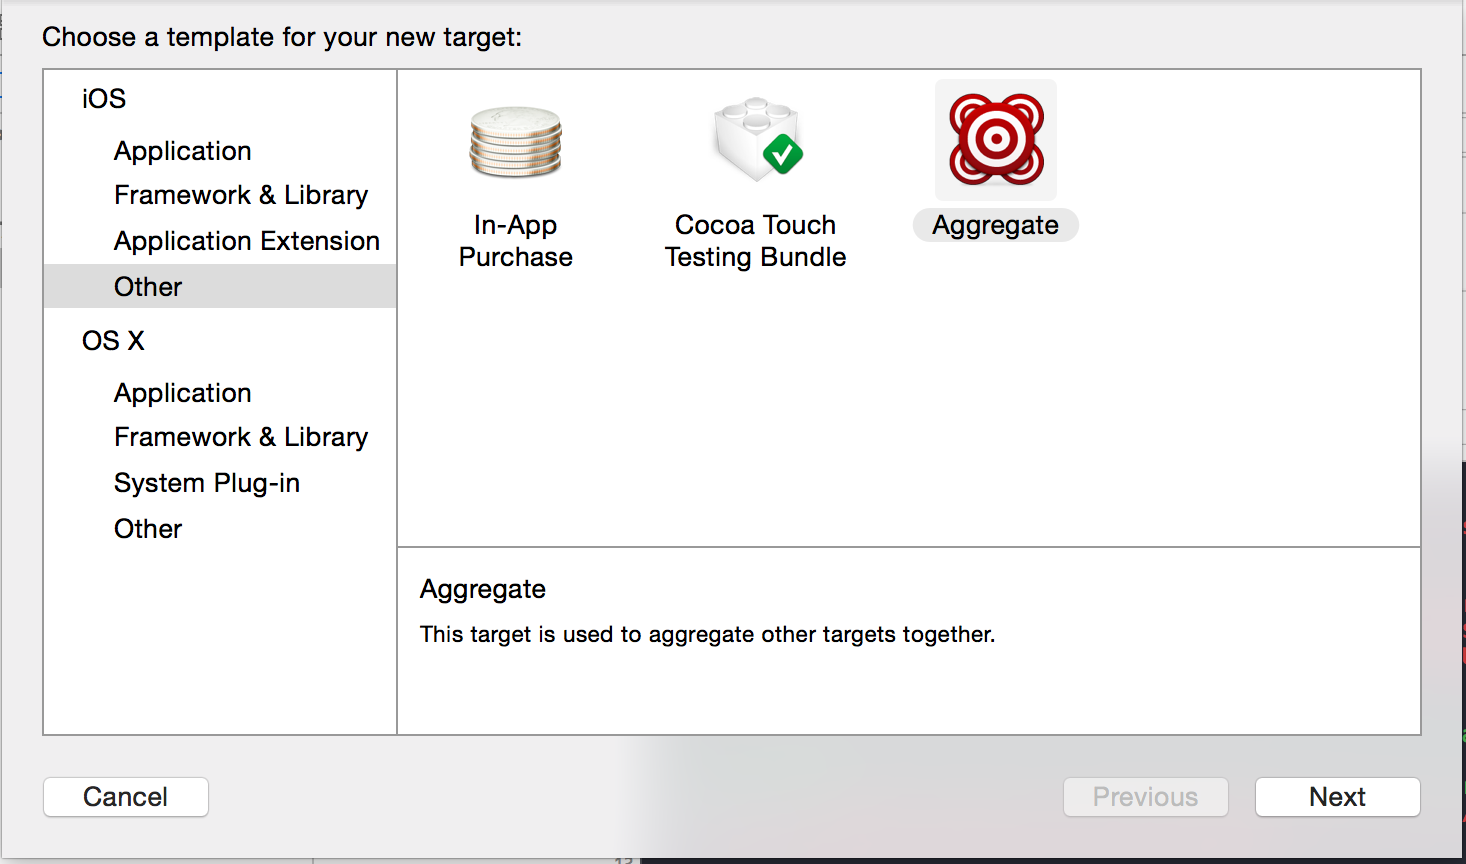 Choose a template for your new target:
iOS
Application
Framework & Library
Application Extension
Other
OS X
Application
Framework & Library
System Plug-in
Other
In-App
Purchase
Cocoa Touch
Testing Bundle
Aggregate
Aggregate
This target is used to aggregate other targets together.
Cancel
Previous
Next